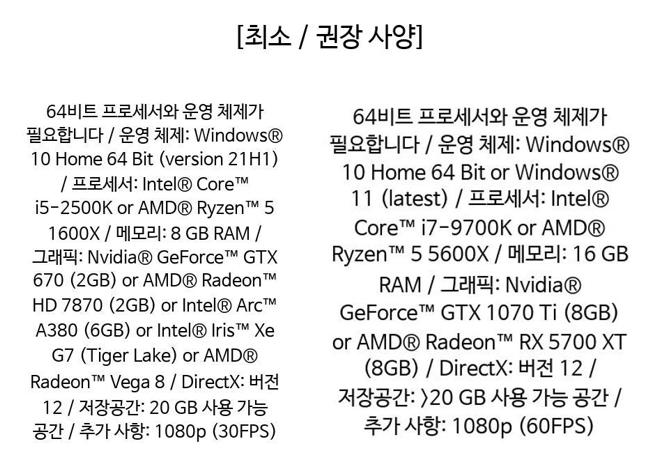 [최소 / 권장 사양]
64비트 프로세서와 운영 체제가
필요합니다 / 운영 체제: Windows®
10 Home 64 Bit (version 21H1)
/ 프로세서: Intel® Core™
i5-2500K or AMD® Ryzen™ 5
1600X / 메모리: 8 GB RAM /
그래픽: Nvidia® GeForce™ GTX
670 (2GB) or AMD® Radeon™
HD 7870 (2GB) or Intel® Arc™
A380 (6GB) or Intel® Iris™ Xe
G7 (Tiger Lake) or AMD®
Radeon™ Vega 8 / DirectX: 버전
12 / 저장공간: 20 GB 사용 가능
공간 / 추가 사항: 1080p (30FPS)
64비트 프로세서와 운영 체제가
필요합니다 / 운영 체제: Windows®
10 Home 64 Bit or Windows®
11 (latest) / 프로세서: Intel®
Core™ i7-9700K or AMD®
Ryzen™ 5 5600X / 메모리: 16 GB
RAM / 그래픽: Nvidia®
GeForce™ GTX 1070 Ti (8GB)
or AMD® Radeon™ RX 5700 XT
(8GB) / DirectX: 버전 12 /
저장공간: >20 GB 사용 가능 공간 /
추가 사항: 1080p (60FPS)